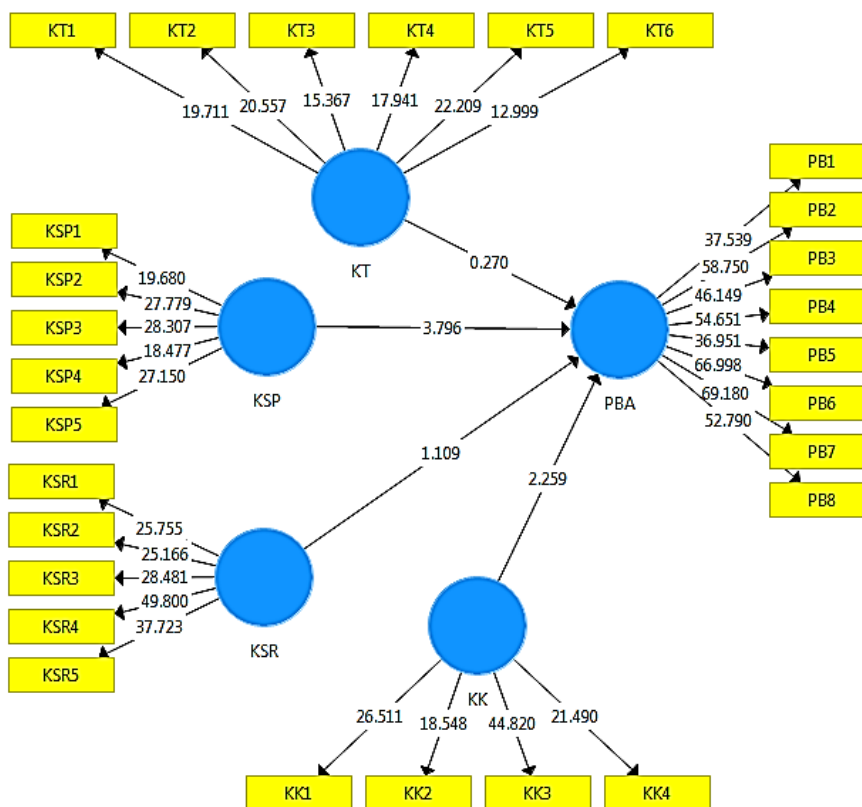 KT1 KT2 KT3 KT4 KT5 KT6
19.711 20.557 15.367 17.941 22.209 12.999
KT
KSP1
KSP2
KSP3
KSP4
KSP5
19.680
27.779
28.307
18.477
27.150
KSP
0.270
3.796
1.109
2.259
PBA
37.539
58.750
46.149
54.651
36.951
66.998
69.180
52.790
PB1
PB2
PB3
PB4
PB5
PB6
PB7
PB8
KSR1
KSR2
KSR3
KSR4
KSR5
25.755
25.166
28.481
49.800
37.723
KSR
KK
26.511 18.548 44.820 21.490
KK1 KK2 KK3 KK4